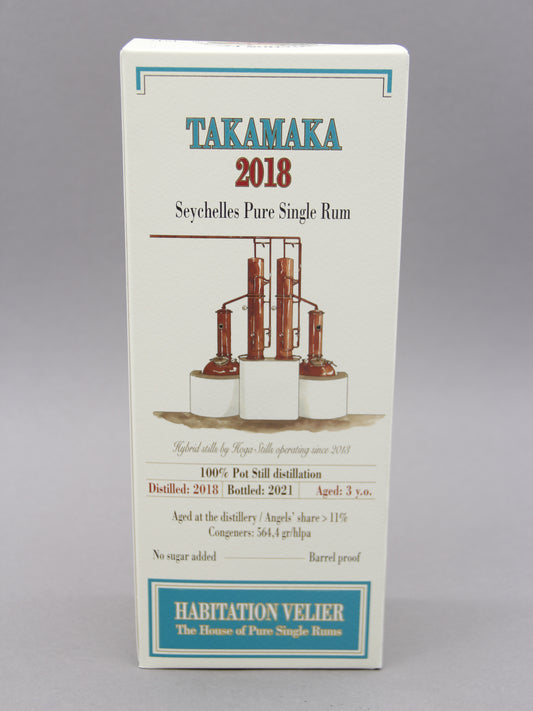 TAKAMAKA
2018
Seychelles Pure Single Rum
Hybrid stills by Hoga Stills operating since 2013
100% Pot Still distillation
Distilled: 2018 Bottled: 2021 Aged: 3 y.o.
Aged at the distillery / Angels' share > 11%
Congeners: 564,4 gr/hlpa
No sugar added Barrel proof
HABITATION VELIER
The House of Pure Single Rums